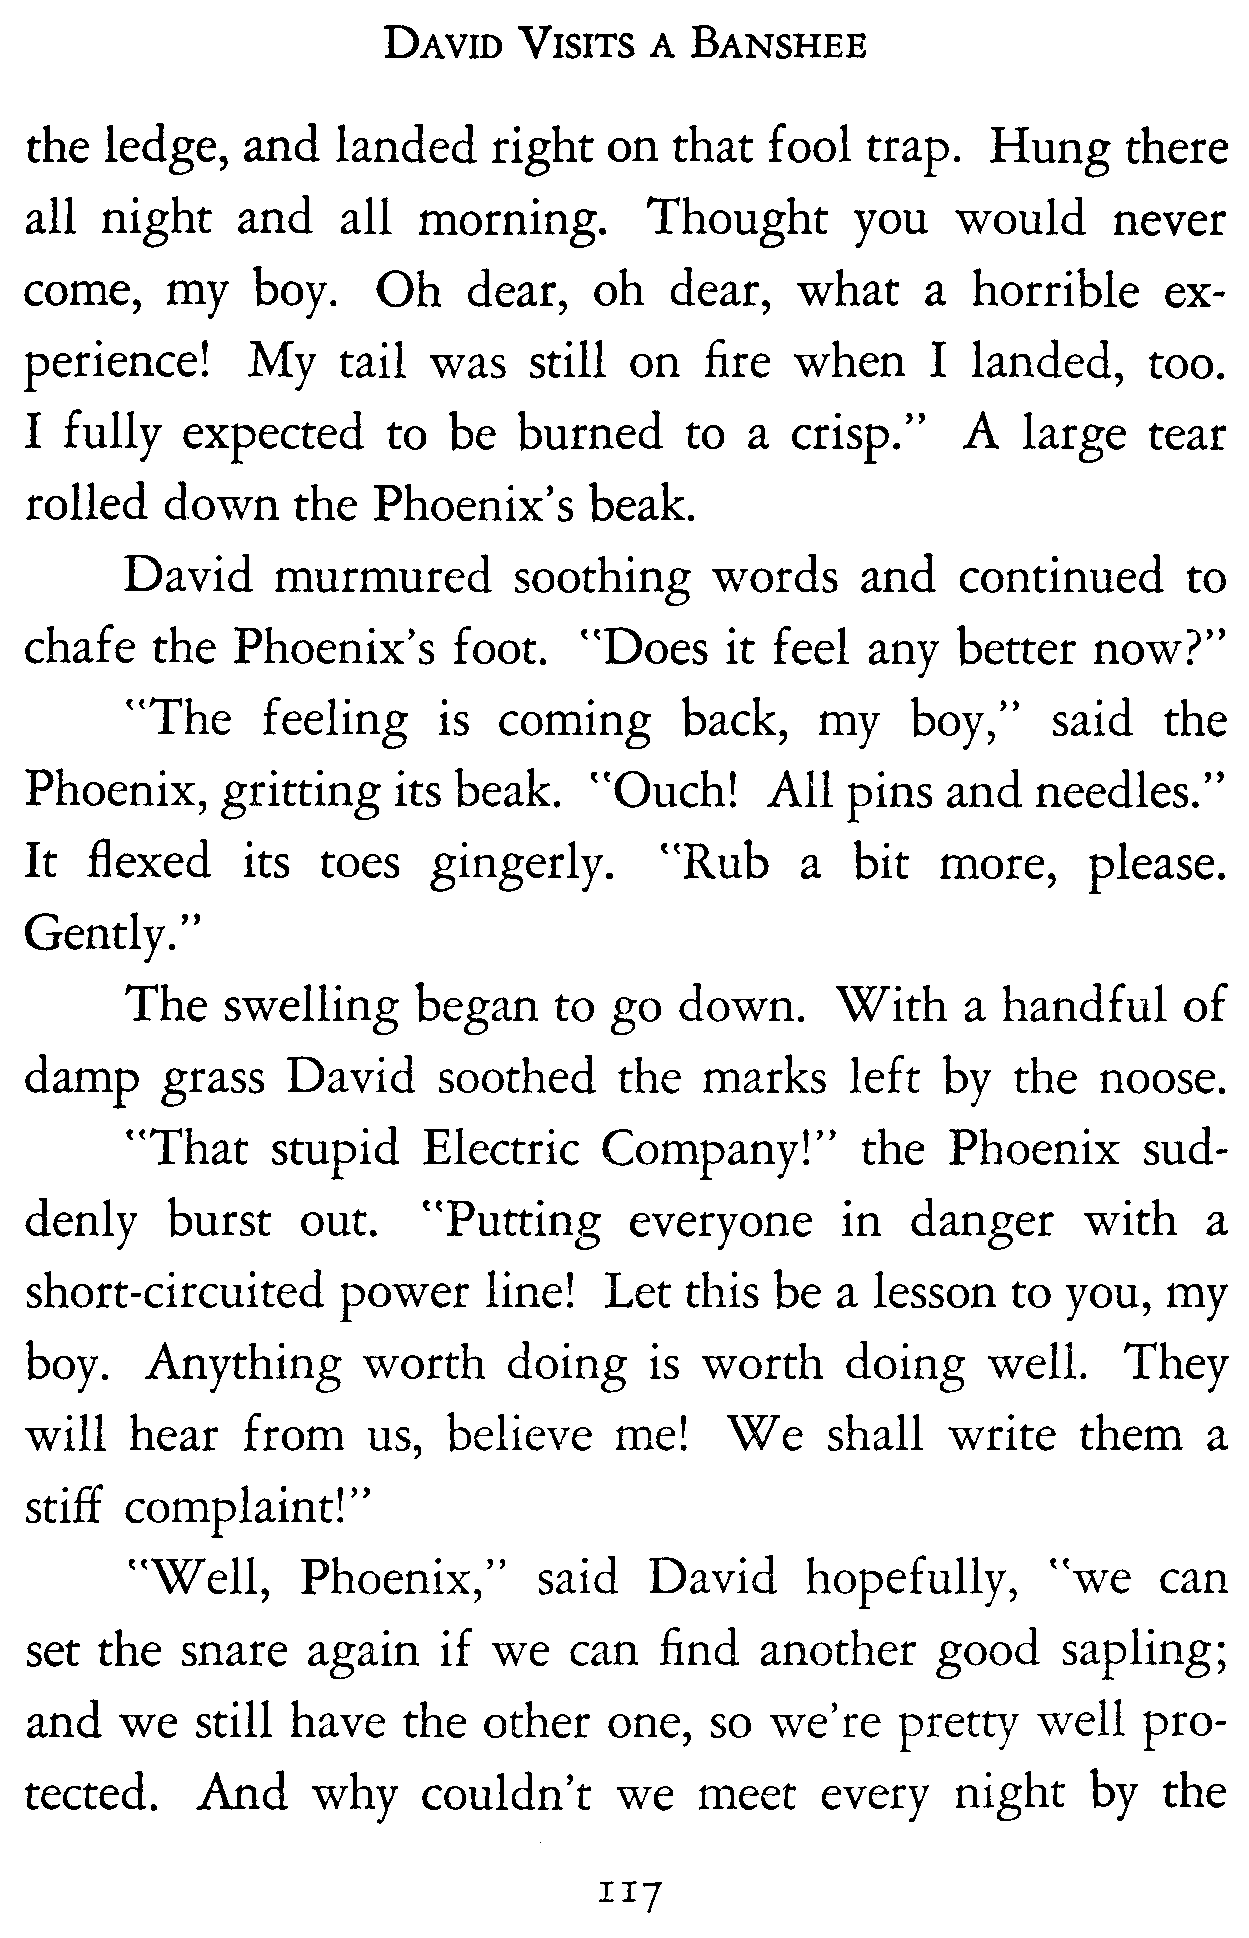 DAVID VISITS A BANSHEE
the ledge, and landed right on that fool trap. Hung there
all night and all morning. Thought you would never
come, my boy. Oh dear, oh dear, what a horrible ex-
perience! My tail was still on fire when I landed, too.
I fully expected to be burned to a crisp.” A large tear
rolled down the Phoenix’s beak.
David murmured soothing words and continued to
chafe the Phoenix’s foot. “Does it feel any better now?”
“The feeling is coming back, my boy,” said the
Phoenix, gritting its beak. “Ouch! All pins and needles.”
It flexed its toes gingerly. “Rub a bit more, please.
Gently.”
The swelling began to go down. With a handful of
damp grass David soothed the marks left by the noose.
“That stupid Electric Company!” the Phoenix sud-
denly burst out. “Putting everyone in danger with a
short-circuited power line! Let this be a lesson to you, my
boy. Anything worth doing is worth doing well. They
will hear from us, believe me! We shall write them a
stiff complaint!”
“Well, Phoenix,” said David hopefully, “we can
set the snare again if we can find another good sapling;
and we still have the other one, so we’re pretty well pro-
tected. And why couldn’t we meet every night by the
117